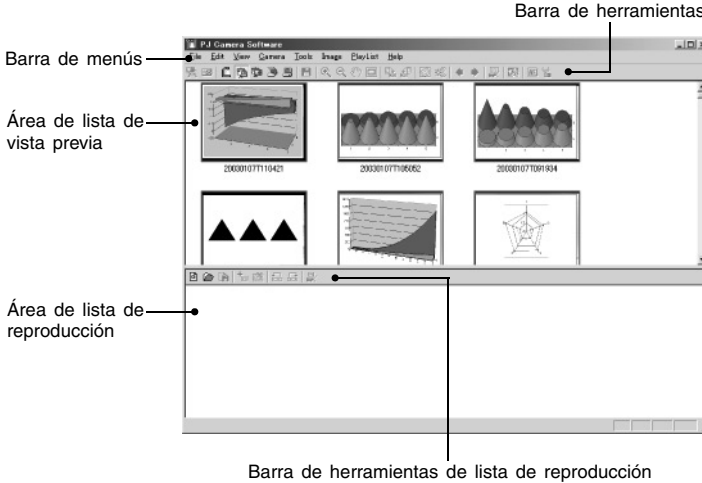 Barra de herramientas
PJ Camera Software
Barra de menús
File Edit View Camera Tools Image PlayList Help
Área de lista de
vista previa
20030107T110421 20030107T105052 20030107T091934
Área de lista de
reproducción
Barra de herramientas de lista de reproducción